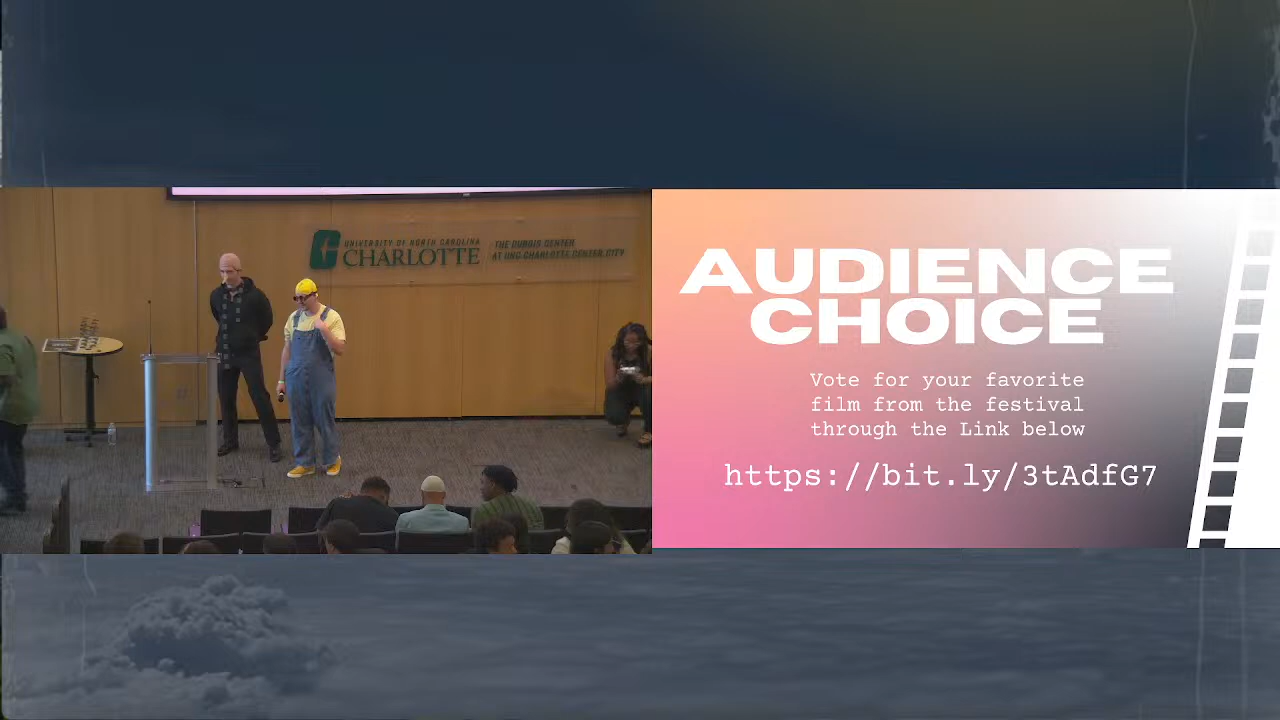 UNIVERSITY OF NORTH CAROLINA
CHARLOTTE
THE DUBOIS CENTER
AT UNC CHARLOTTE CENTER CITY
AUDIENCE
CHOICE
Vote for your favorite
film from the festival
through the Link below
https://bit.ly/3tAdfG7